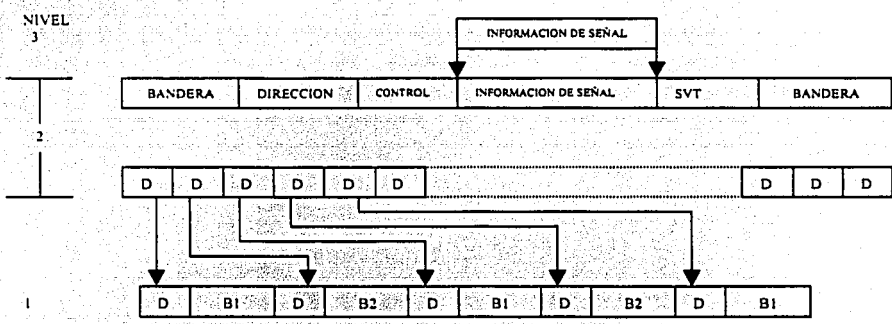 NIVEL
3
INFORMACION DE SEÑAL
BANDERA DIRECCION CONTROL INFORMACION DE SEÑAL SVT BANDERA
2
D D D D D D D D D
1 D B1 D B2 D B1 D B2 D B1